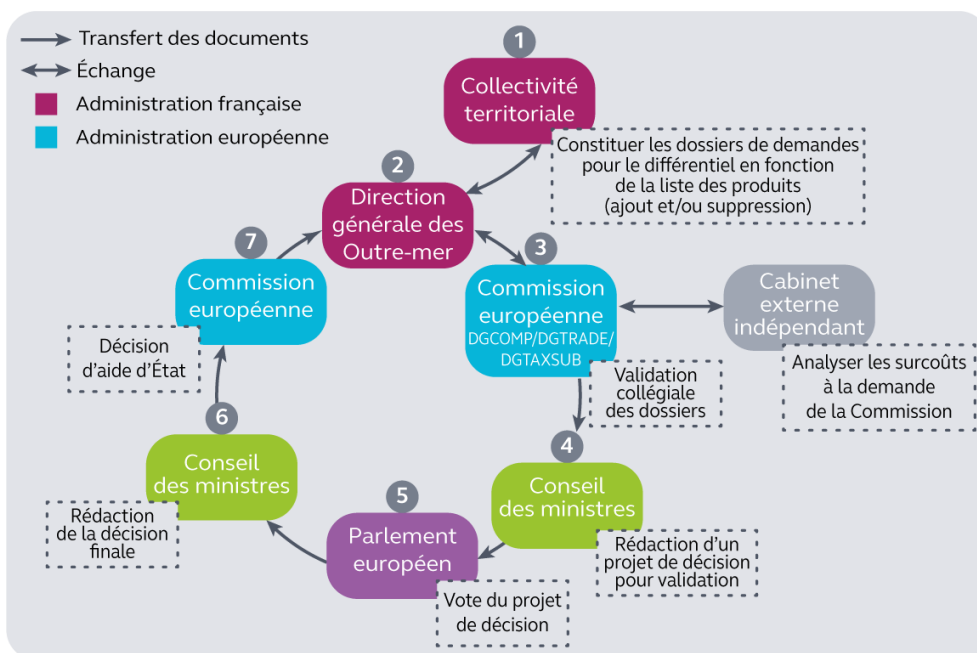 Transfert des documents
Échange
Administration française
Administration européenne
1
Collectivité
territoriale
Constituer les dossiers de demandes
pour le différentiel en fonction
de la liste des produits
(ajout et/ou suppression)
2
Direction
générale des
Outre-mer
3
Commission
européenne
DGCOMP/DGTRADE/
DGTAXSUB
Validation
collégiale
des dossiers
Cabinet
externe
indépendant
Analyser les surcoûts
à la demande
de la Commission
4
Conseil
des ministres
Rédaction d'un
projet de décision
pour validation
5
Parlement
européen
Vote du projet
de décision
6
Conseil
des ministres
Rédaction
de la décision
finale
7
Commission
européenne
Décision
d'aide d'État